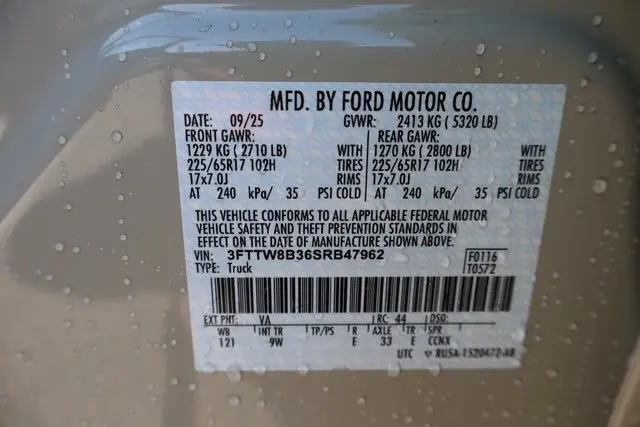 MFD. BY FORD MOTOR CO.
DATE: 09/25 GVWR: 2413 KG ( 5320 LB)
FRONT GAWR: REAR GAWR:
1229 KG ( 2710 LB) WITH 1270 KG ( 2800 LB) WITH
225/65R17 102H TIRES 225/65R17 102H TIRES
17x7.0J RIMS 17x7.0J RIMS
AT 240 kPa/ 35 PSI COLD AT 240 kPa/ 35 PSI COLD
THIS VEHICLE CONFORMS TO ALL APPLICABLE FEDERAL MOTOR
VEHICLE SAFETY AND THEFT PREVENTION STANDARDS IN
EFFECT ON THE DATE OF MANUFACTURE SHOWN ABOVE.
VIN: 3FTTW8B36SRB47962 F0116
TYPE: Truck T0572
EXT PNT: VA RC: 44 DSO:
WB INT TR TP/PS R AXLE TR SPR
121 9W E 33 E CCNX
UTC RUSA-1520472-AB